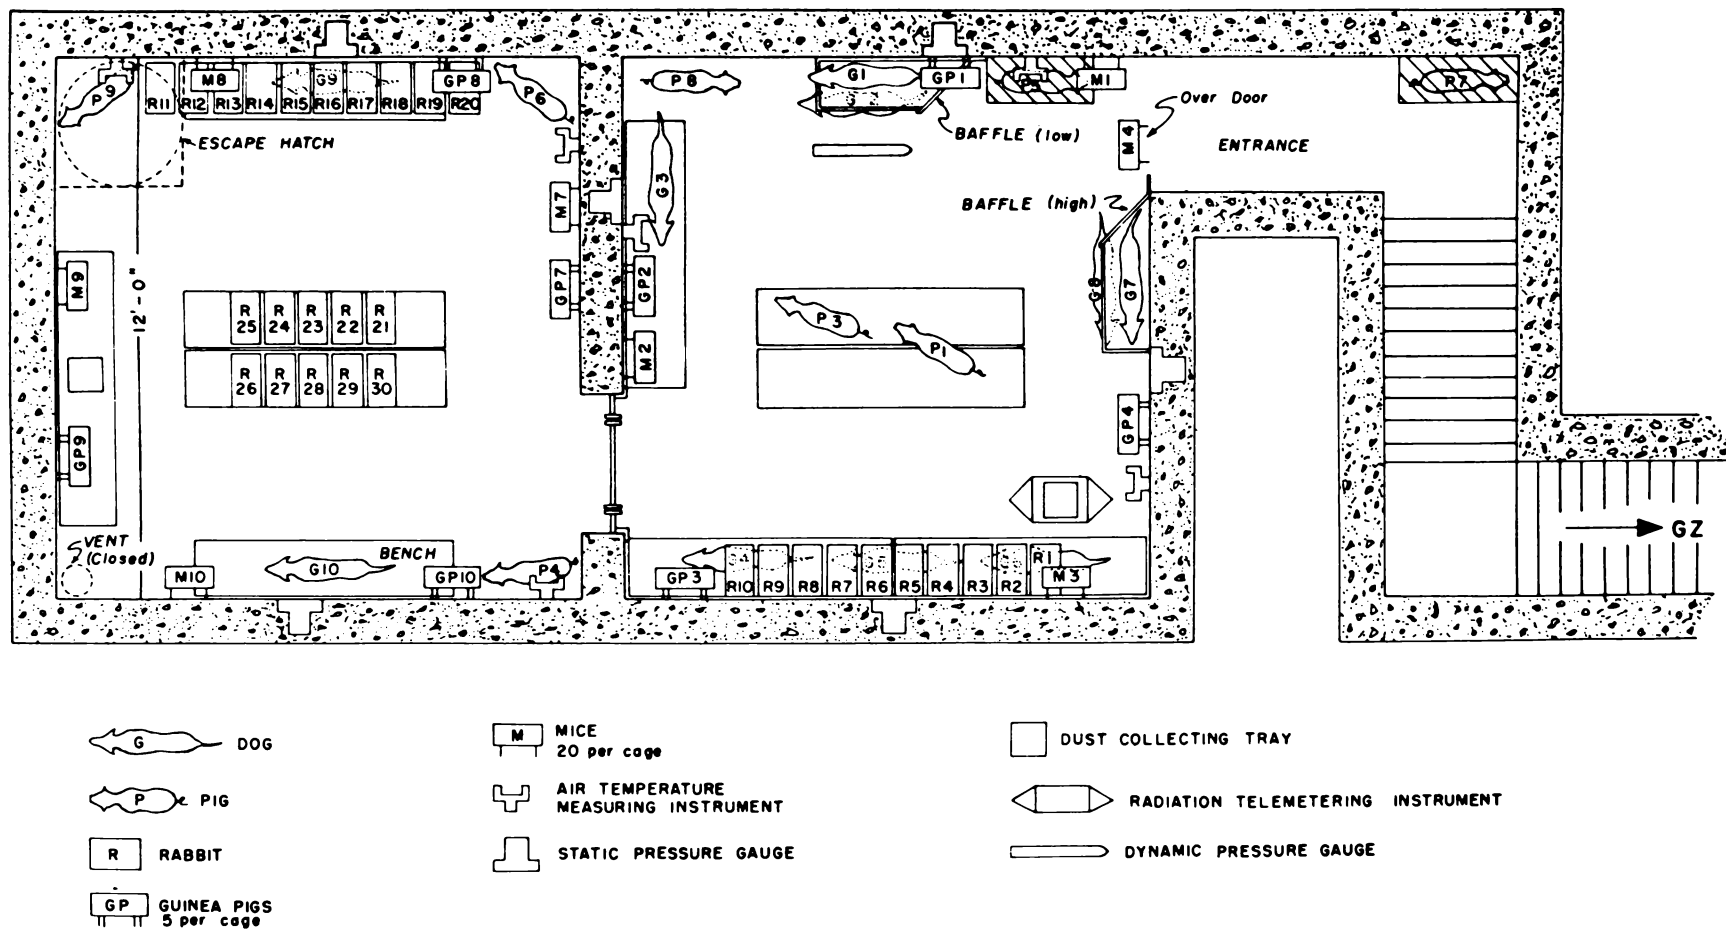 P9
R11
R12
M8
R13
R14
G9
R15
R16
R17
R18
R19
GP8
R20
P6
P8
G1
GP1
M1
R7
ESCAPE HATCH
BAFFLE (low)
Over Door
M4
ENTRANCE
BAFFLE (high)
G3
M7
GP7
GP2
M2
M9
12'-0"
GP9
R 25
R 24
R 23
R 22
R 21
R 26
R 27
R 28
R 29
R 30
P3
P1
G8
G7
GP4
GZ
VENT
(Closed)
BENCH
M10
G10
GP10
P4
GP3
R10
R9
R8
R7
R6
R5
R4
R3
R2
R1
M3
G DOG
P PIG
R RABBIT
GP GUINEA PIGS
5 per cage
M MICE
20 per cage
AIR TEMPERATURE
MEASURING INSTRUMENT
STATIC PRESSURE GAUGE
DUST COLLECTING TRAY
RADIATION TELEMETERING INSTRUMENT
DYNAMIC PRESSURE GAUGE